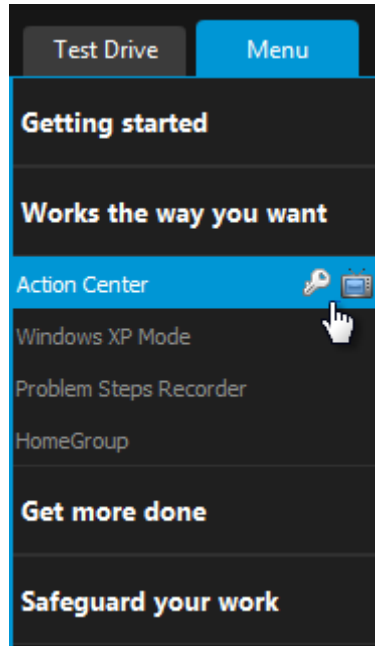 Test Drive Menu
Getting started
Works the way you want
Action Center
Windows XP Mode
Problem Steps Recorder
HomeGroup
Get more done
Safeguard your work